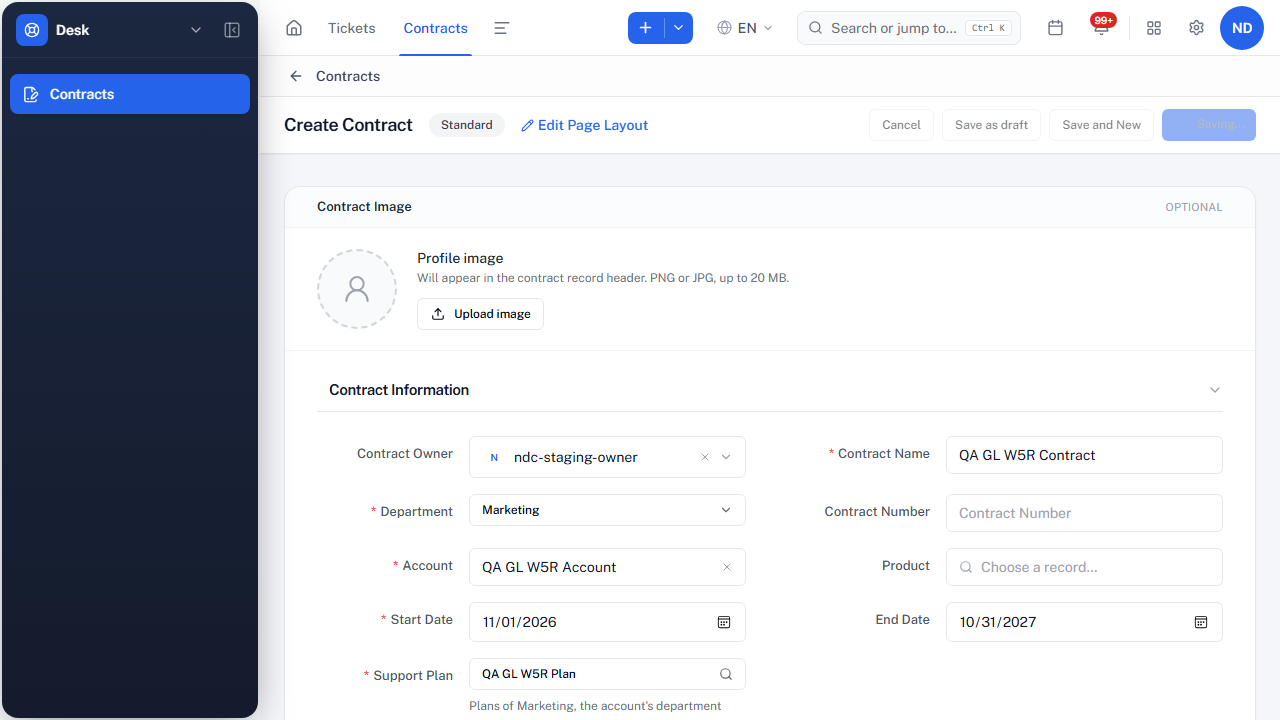 Desk
Contracts
Tickets
Contracts
EN
Search or jump to...
Ctrl K
99+
ND
Contracts
Create Contract
Standard
Edit Page Layout
Cancel
Save as draft
Save and New
Saving...
Contract Image
OPTIONAL
Profile image
Will appear in the contract record header. PNG or JPG, up to 20 MB.
Upload image
Contract Information
Contract Owner
N
ndc-staging-owner
* Contract Name
QA GL W5R Contract
* Department
Marketing
Contract Number
Contract Number
* Account
QA GL W5R Account
Product
Choose a record...
* Start Date
11/01/2026
End Date
10/31/2027
* Support Plan
QA GL W5R Plan
Plans of Marketing, the account's department